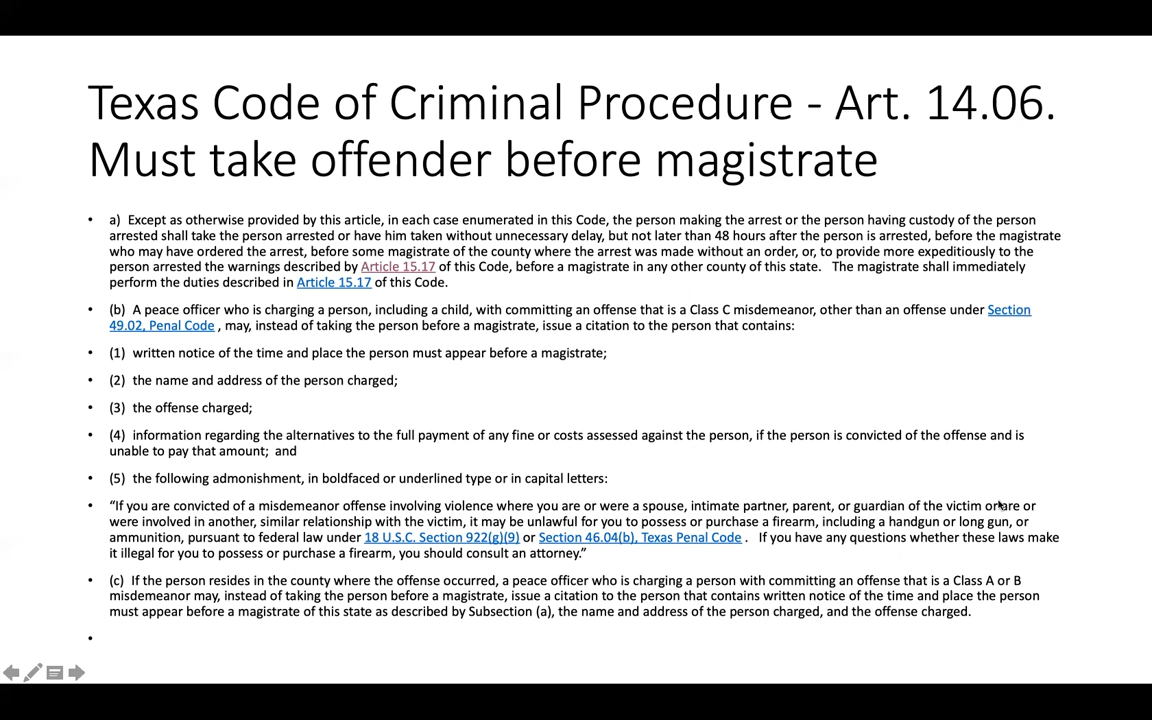 Texas Code of Criminal Procedure - Art. 14.06.
Must take offender before magistrate
• a) Except as otherwise provided by this article, in each case enumerated in this Code, the person making the arrest or the person having custody of the person
arrested shall take the person arrested or have him taken without unnecessary delay, but not later than 48 hours after the person is arrested, before the magistrate
who may have ordered the arrest, before some magistrate of the county where the arrest was made without an order, or, to provide more expeditiously to the
person arrested the warnings described by Article 15.17 of this Code, before a magistrate in any other county of this state. The magistrate shall immediately
perform the duties described in Article 15.17 of this Code.
• (b) A peace officer who is charging a person, including a child, with committing an offense that is a Class C misdemeanor, other than an offense under Section
49.02, Penal Code , may, instead of taking the person before a magistrate, issue a citation to the person that contains:
• (1) written notice of the time and place the person must appear before a magistrate;
• (2) the name and address of the person charged;
• (3) the offense charged;
• (4) information regarding the alternatives to the full payment of any fine or costs assessed against the person, if the person is convicted of the offense and is
unable to pay that amount; and
• (5) the following admonishment, in boldfaced or underlined type or in capital letters:
• “If you are convicted of a misdemeanor offense involving violence where you are or were a spouse, intimate partner, parent, or guardian of the victim or are or
were involved in another, similar relationship with the victim, it may be unlawful for you to possess or purchase a firearm, including a handgun or long gun, or
ammunition, pursuant to federal law under 18 U.S.C. Section 922(g)(9) or Section 46.04(b), Texas Penal Code . If you have any questions whether these laws make
it illegal for you to possess or purchase a firearm, you should consult an attorney.”
• (c) If the person resides in the county where the offense occurred, a peace officer who is charging a person with committing an offense that is a Class A or B
misdemeanor may, instead of taking the person before a magistrate, issue a citation to the person that contains written notice of the time and place the person
must appear before a magistrate of this state as described by Subsection (a), the name and address of the person charged, and the offense charged.
•